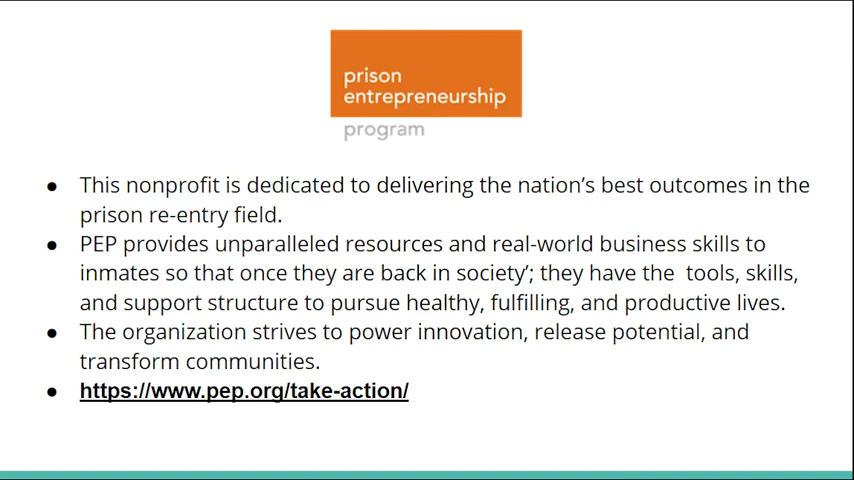 prison
entrepreneurship
program
● This nonprofit is dedicated to delivering the nation’s best outcomes in the
prison re-entry field.
● PEP provides unparalleled resources and real-world business skills to
inmates so that once they are back in society’; they have the  tools, skills,
and support structure to pursue healthy, fulfilling, and productive lives.
● The organization strives to power innovation, release potential, and
transform communities.
● https://www.pep.org/take-action/